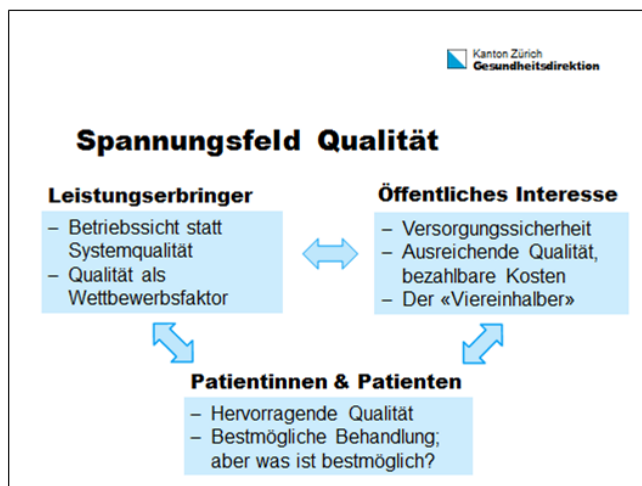 Kanton Zürich
Gesundheitsdirektion
Spannungsfeld Qualität
Leistungserbringer
– Betriebssicht statt
Systemqualität
– Qualität als
Wettbewerbsfaktor
Öffentliches Interesse
– Versorgungssicherheit
– Ausreichende Qualität,
bezahlbare Kosten
– Der «Viereinhalber»
Patientinnen & Patienten
– Hervorragende Qualität
– Bestmögliche Behandlung;
aber was ist bestmöglich?